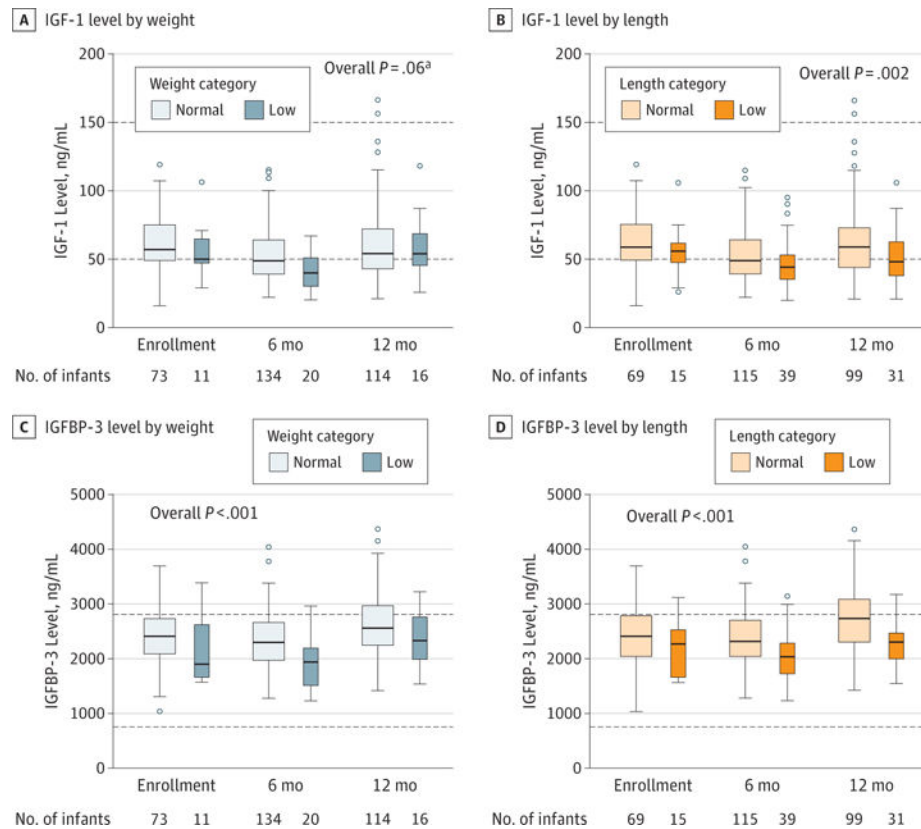 A IGF-1 level by weight
200
150
100
50
0
IGF-1 Level, ng/mL
Overall P = .06a
Weight category
Normal Low
Enrollment 6 mo 12 mo
No. of infants 73 11 134 20 114 16
B IGF-1 level by length
200
150
100
50
0
IGF-1 Level, ng/mL
Overall P = .002
Length category
Normal Low
Enrollment 6 mo 12 mo
No. of infants 69 15 115 39 99 31
C IGFBP-3 level by weight
Weight category
Normal Low
5000
4000
3000
2000
1000
0
IGFBP-3 Level, ng/mL
Overall P <.001
Enrollment 6 mo 12 mo
No. of infants 73 11 134 20 114 16
D IGFBP-3 level by length
Length category
Normal Low
5000
4000
3000
2000
1000
0
IGFBP-3 Level, ng/mL
Overall P <.001
Enrollment 6 mo 12 mo
No. of infants 69 15 115 39 99 31